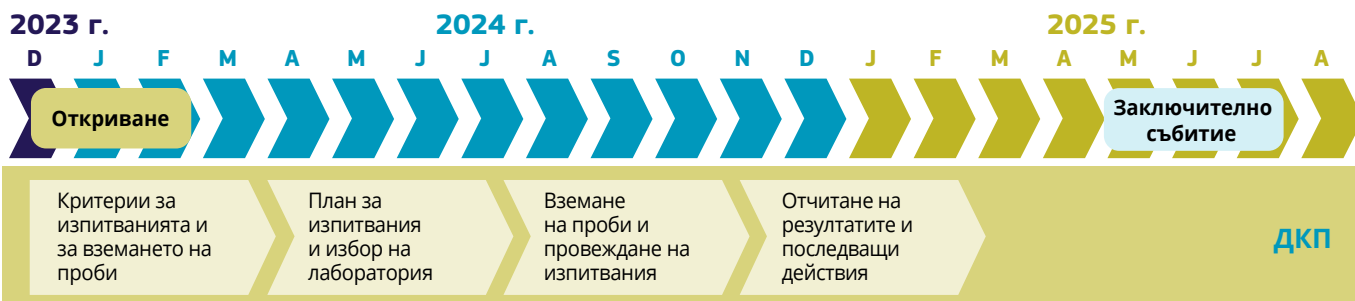 2023 г. 2024 г. 2025 г.
D J F M A M J J A S O N D J F M A M J J A
Откриване
Заключително
събитие
Критерии за
изпитванията и
за вземането на
проби
План за
изпитвания
и избор на
лаборатория
Вземане
на проби и
провеждане на
изпитвания
Отчитане на
резултатите и
последващи
действия
ДКП